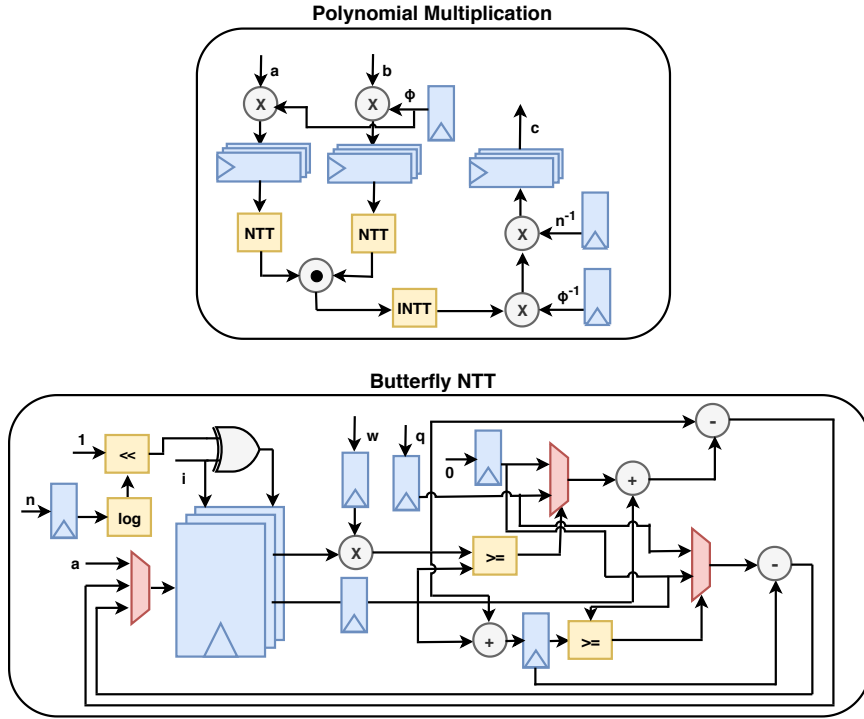 Polynomial Multiplication
a
b
X
X
Φ
c
NTT
NTT
X
n-1
INTT
X
Φ-1
Butterfly NTT
1
<<
w
q
-
i
0
n
log
+
a
X
>=
-
+
>=